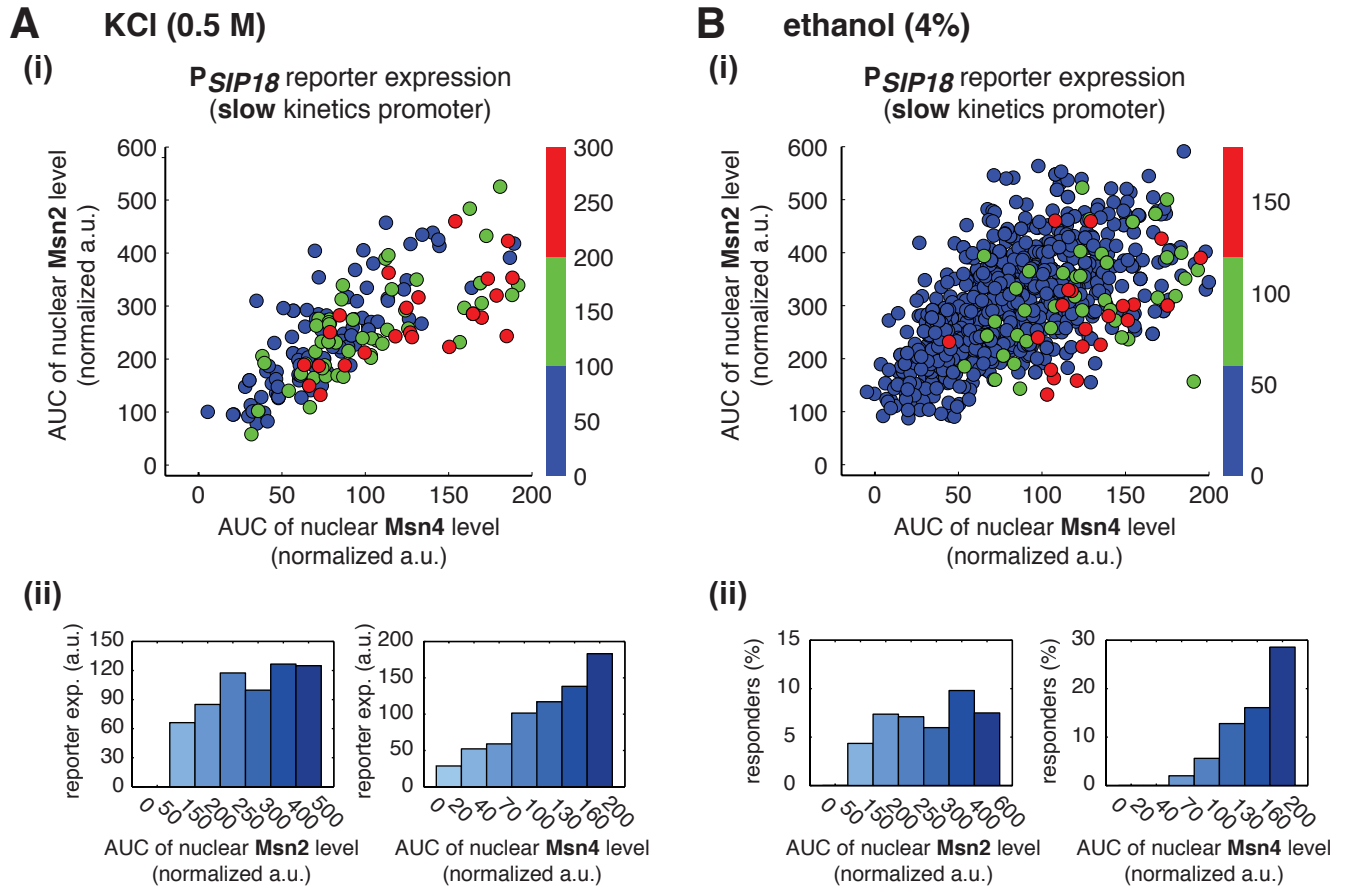 A KCl (0.5 M)
(i)
PSIP18 reporter expression
(slow kinetics promoter)
600
500
400
300
200
100
0
AUC of nuclear Msn2 level
(normalized a.u.)
0 50 100 150 200
AUC of nuclear Msn4 level
(normalized a.u.)
300
250
200
150
100
50
0
(ii)
150
120
90
60
30
0
reporter exp. (a.u.)
0 50 150 200 250 300 400 500
AUC of nuclear Msn2 level
(normalized a.u.)
200
150
100
50
0
reporter exp. (a.u.)
0 20 40 70 100 130 160 200
AUC of nuclear Msn4 level
(normalized a.u.)
B ethanol (4%)
(i)
PSIP18 reporter expression
(slow kinetics promoter)
600
500
400
300
200
100
0
AUC of nuclear Msn2 level
(normalized a.u.)
0 50 100 150 200
AUC of nuclear Msn4 level
(normalized a.u.)
150
100
50
0
(ii)
15
10
5
0
responders (%)
0 50 150 200 250 300 400 600
AUC of nuclear Msn2 level
(normalized a.u.)
30
20
10
0
responders (%)
0 20 40 70 100 130 160 200
AUC of nuclear Msn4 level
(normalized a.u.)